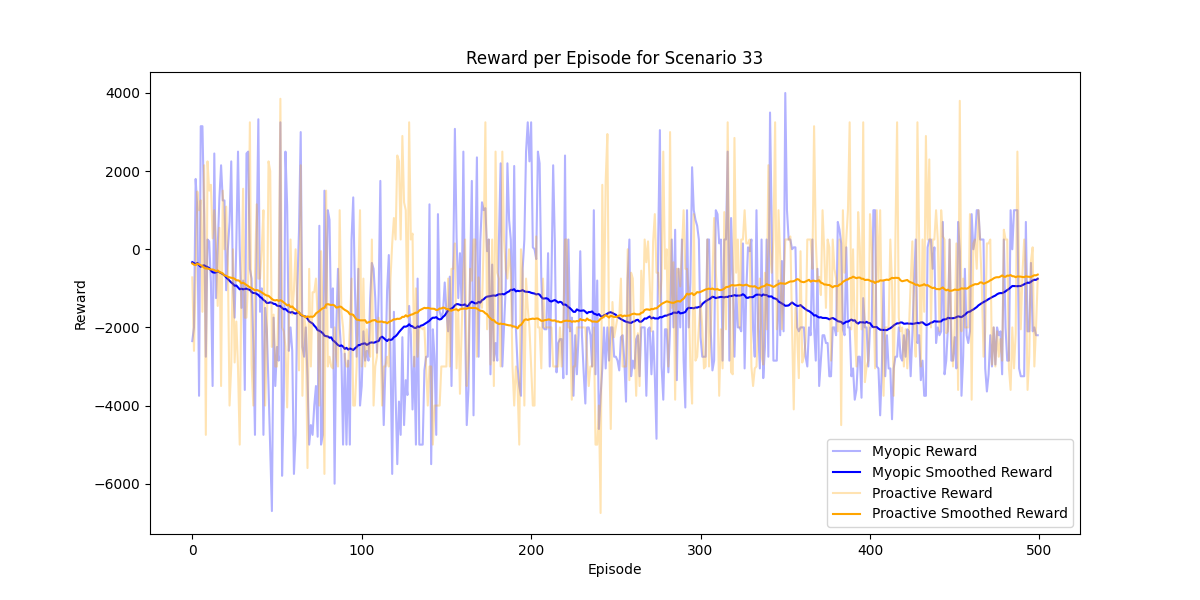 Reward per Episode for Scenario 33
4000
2000
0
−2000
−4000
−6000
Reward
0
100
200
300
400
500
Episode
Myopic Reward
Myopic Smoothed Reward
Proactive Reward
Proactive Smoothed Reward